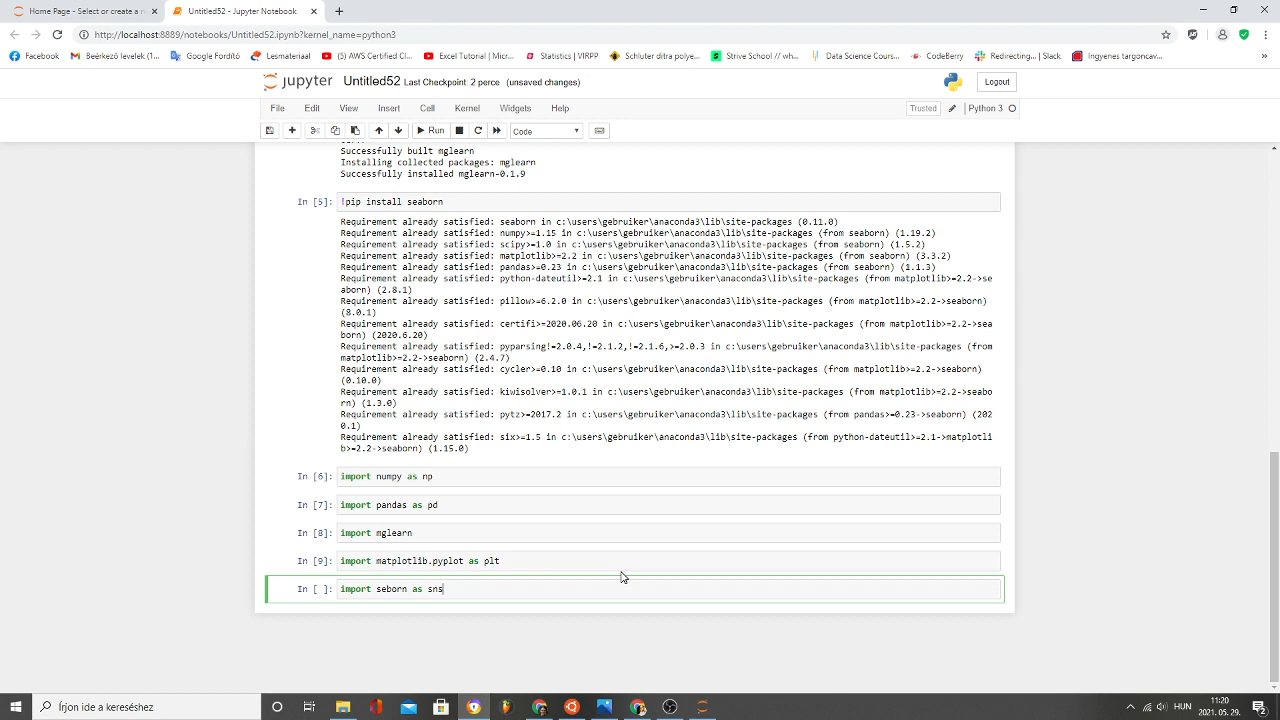 Home Page - Select or create a n
Untitled52 - Jupyter Notebook
http://localhost:8889/notebooks/Untitled52.ipynb?kernel_name=python3
Facebook
Beérkező levelek (1...
Google Fordító
Lesmateriaal
(5) AWS Certified Cl...
Excel Tutorial | Micr...
Statistics | VIRPP
Schluter ditra polye...
Strive School // wh...
Data Science Cours...
CodeBerry
Redirecting... | Slack
Ingyenes targoncav...
»
jupyter Untitled52 Last Checkpoint: 2 perce (unsaved changes)
Logout
File Edit View Insert Cell Kernel Widgets Help
Trusted
Python 3
Run
Code
Successfully built mglearn
Installing collected packages: mglearn
Successfully installed mglearn-0.1.9
In [5]: !pip install seaborn
Requirement already satisfied: seaborn in c:\users\gebruiker\anaconda3\lib\site-packages (0.11.0)
Requirement already satisfied: numpy>=1.15 in c:\users\gebruiker\anaconda3\lib\site-packages (from seaborn) (1.19.2)
Requirement already satisfied: scipy>=1.0 in c:\users\gebruiker\anaconda3\lib\site-packages (from seaborn) (1.5.2)
Requirement already satisfied: matplotlib>=2.2 in c:\users\gebruiker\anaconda3\lib\site-packages (from seaborn) (3.3.2)
Requirement already satisfied: pandas>=0.23 in c:\users\gebruiker\anaconda3\lib\site-packages (from seaborn) (1.1.3)
Requirement already satisfied: python-dateutil>=2.1 in c:\users\gebruiker\anaconda3\lib\site-packages (from matplotlib>=2.2->se
aborn) (2.8.1)
Requirement already satisfied: pillow>=6.2.0 in c:\users\gebruiker\anaconda3\lib\site-packages (from matplotlib>=2.2->seaborn)
(8.0.1)
Requirement already satisfied: certifi>=2020.06.20 in c:\users\gebruiker\anaconda3\lib\site-packages (from matplotlib>=2.2->sea
born) (2020.6.20)
Requirement already satisfied: pyparsing!=2.0.4,!=2.1.2,!=2.1.6,>=2.0.3 in c:\users\gebruiker\anaconda3\lib\site-packages (from
matplotlib>=2.2->seaborn) (2.4.7)
Requirement already satisfied: cycler>=0.10 in c:\users\gebruiker\anaconda3\lib\site-packages (from matplotlib>=2.2->seaborn)
(0.10.0)
Requirement already satisfied: kiwisolver>=1.0.1 in c:\users\gebruiker\anaconda3\lib\site-packages (from matplotlib>=2.2->seabo
rn) (1.3.0)
Requirement already satisfied: pytz>=2017.2 in c:\users\gebruiker\anaconda3\lib\site-packages (from pandas>=0.23->seaborn) (202
0.1)
Requirement already satisfied: six>=1.5 in c:\users\gebruiker\anaconda3\lib\site-packages (from python-dateutil>=2.1->matplotli
b>=2.2->seaborn) (1.15.0)
In [6]: import numpy as np
In [7]: import pandas as pd
In [8]: import mglearn
In [9]: import matplotlib.pyplot as plt
In [ ]: import seborn as sns
Írjon ide a kereséshez
HUN
11:20
2021. 05. 29.
2